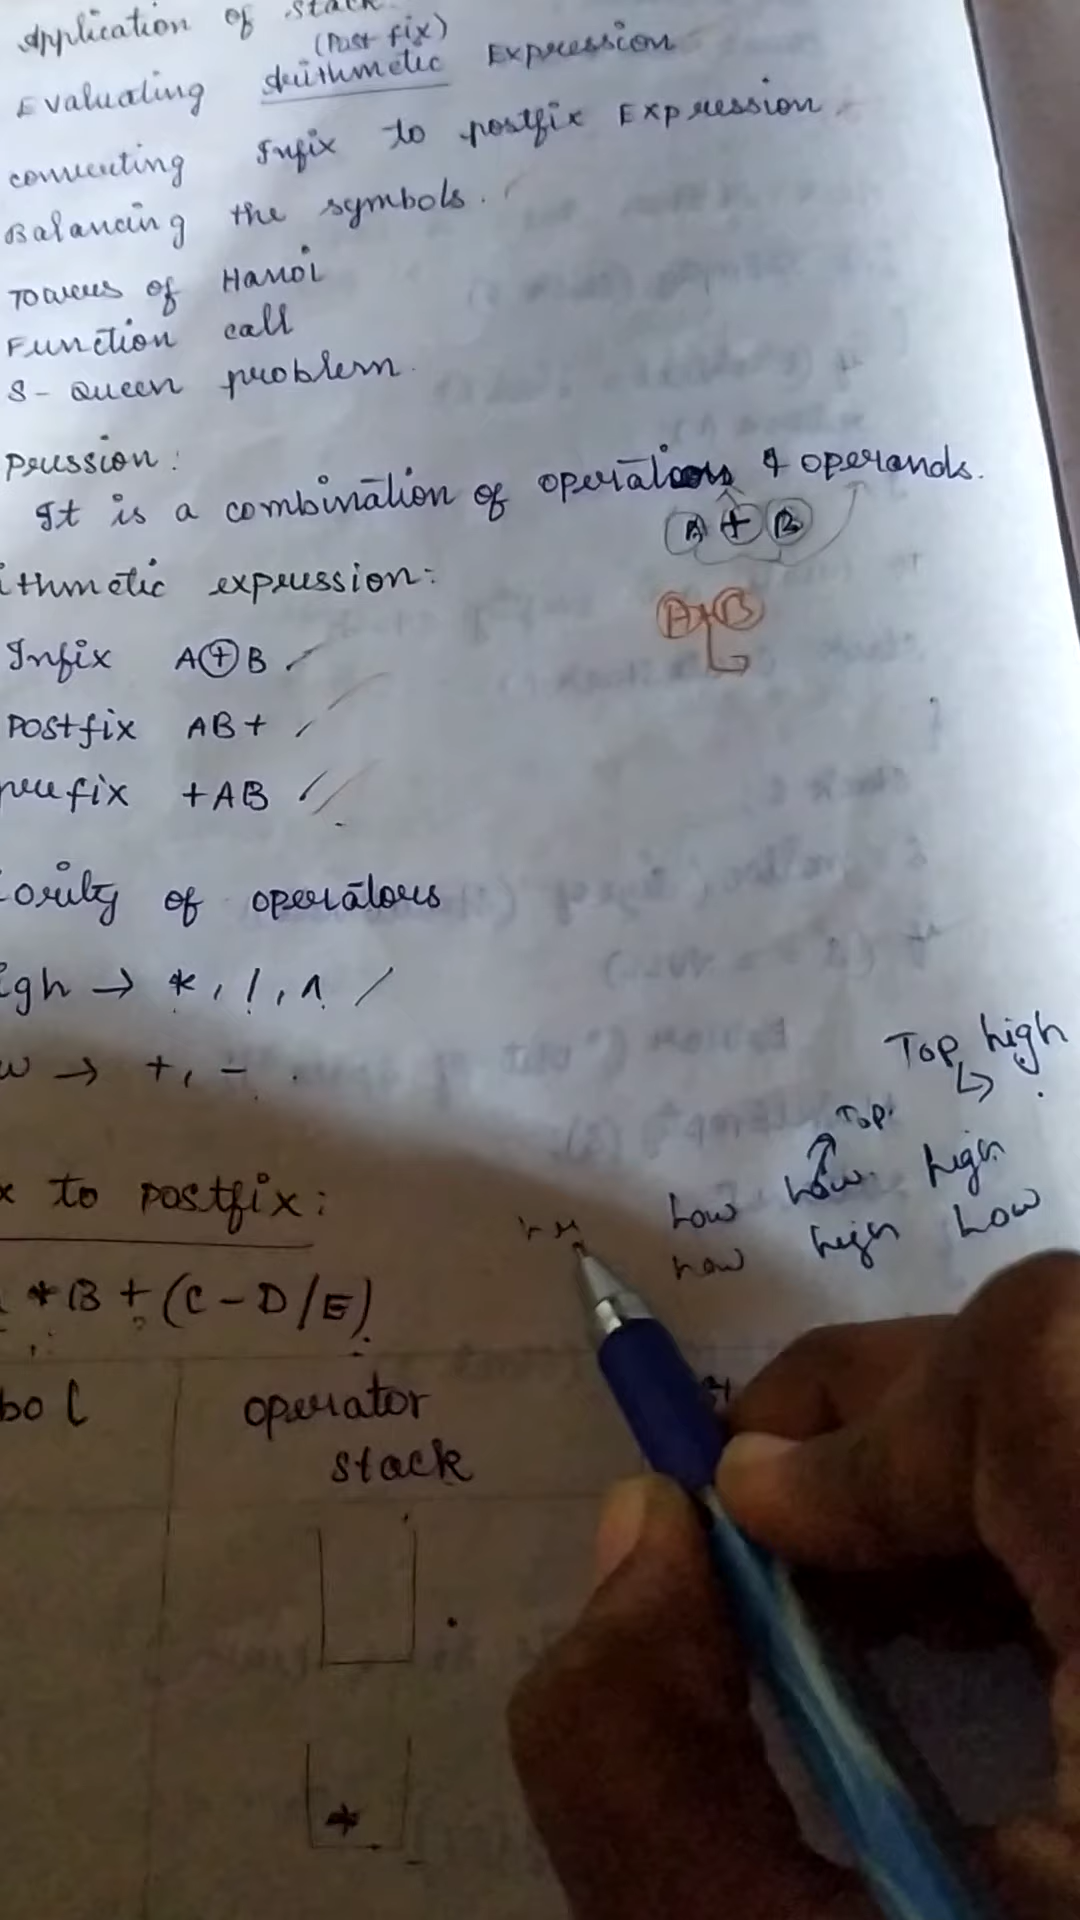 Application of stack
(Post fix)
Evaluating Arithmetic Expression
converting Infix to postfix Expression
Balancing the symbols.
Towers of Hanoi
Function call
8-Queen problem.
pression:
It is a combination of operators & operands.
A + B
ithmetic expression:
A+B
Infix A+B
Postfix AB+
prefix +AB
iority of operators
igh → *, /, ^
w → +, -
Top high
Top
Low Low high
high Low
x to postfix:
*B + (C - D/E)
bol operator
stack
*